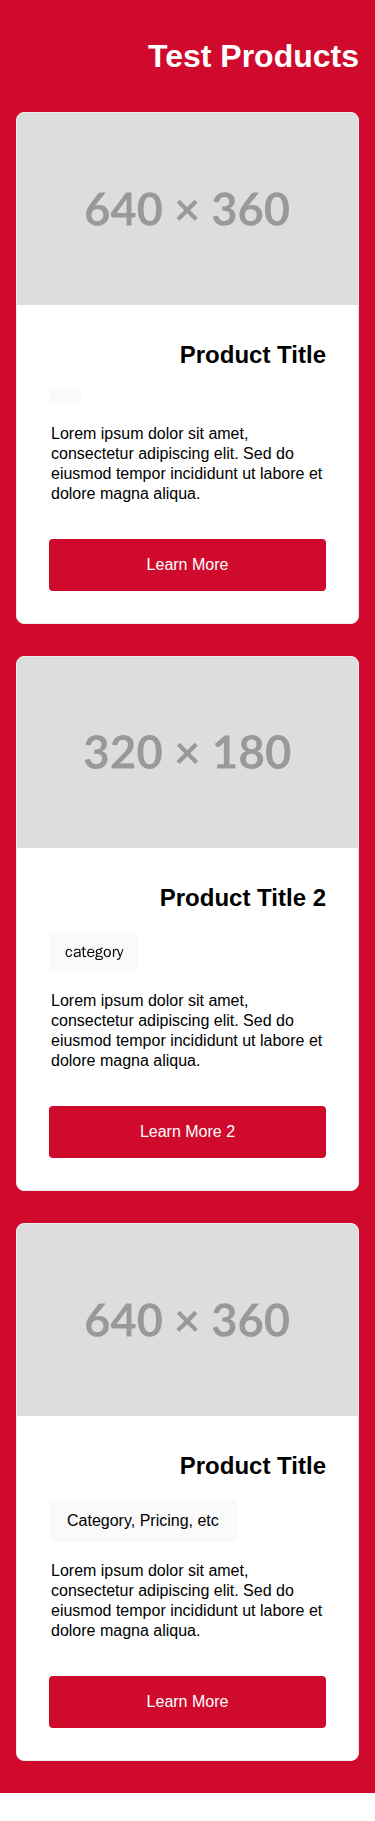 Test Products
640 × 360
Product Title
Lorem ipsum dolor sit amet,
consectetur adipiscing elit. Sed do
eiusmod tempor incididunt ut labore et
dolore magna aliqua.
Learn More
320 × 180
Product Title 2
category
Lorem ipsum dolor sit amet,
consectetur adipiscing elit. Sed do
eiusmod tempor incididunt ut labore et
dolore magna aliqua.
Learn More 2
640 × 360
Product Title
Category, Pricing, etc
Lorem ipsum dolor sit amet,
consectetur adipiscing elit. Sed do
eiusmod tempor incididunt ut labore et
dolore magna aliqua.
Learn More